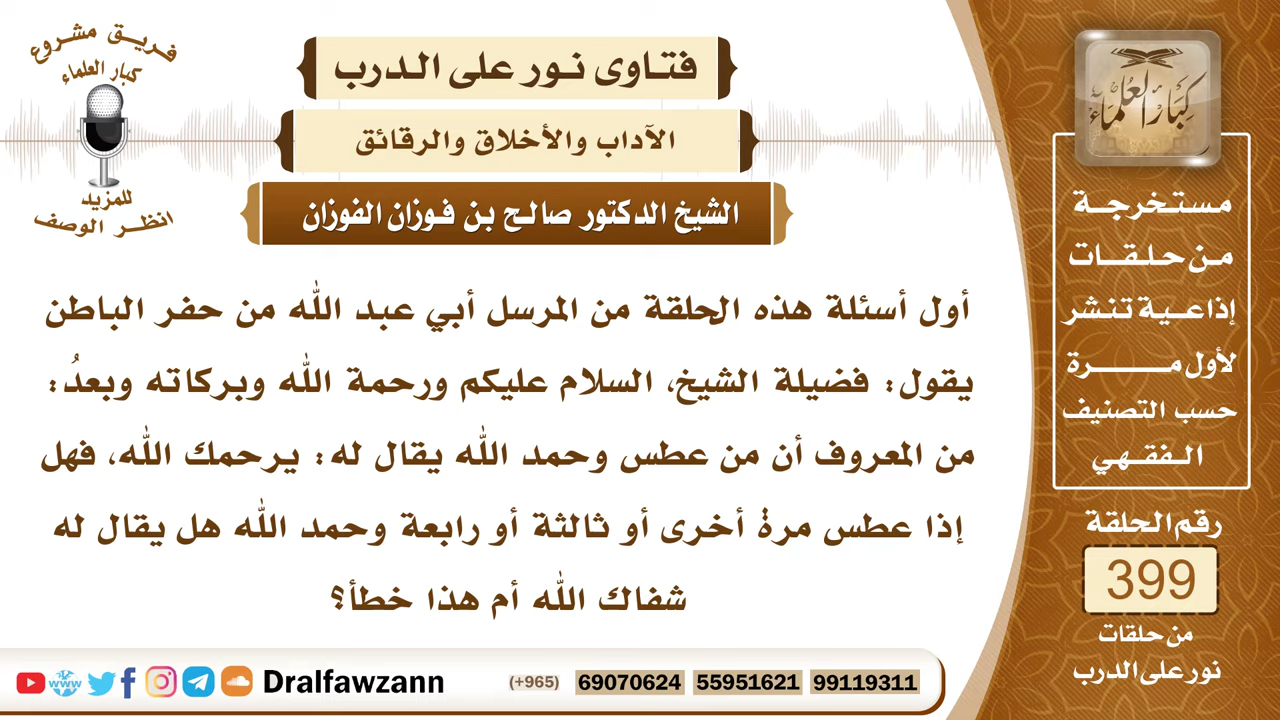 فريق مشروع
كبار العلماء
للمزيد
انظر الوصف
فتاوى نور على الدرب
الآداب والأخلاق والرقائق
الشيخ الدكتور صالح بن فوزان الفوزان
أول أسئلة هذه الحلقة من المرسل أبي عبد الله من حفر الباطن
يقول: فضيلة الشيخ، السلام عليكم ورحمة الله وبركاته وبعدُ:
من المعروف أن من عطس وحمد الله يقال له: يرحمك الله، فهل
إذا عطس مرة أخرى أو ثالثة أو رابعة وحمد الله هل يقال له
شفاك الله أم هذا خطأ؟
كبار العلماء
مستخرجة
من حلقات
إذاعية تنشر
لأول مرة
حسب التصنيف
الفقهي
رقم الحلقة
399
من حلقات
نور على الدرب
www
Dralfawzann
(+965)
69070624
55951621
99119311